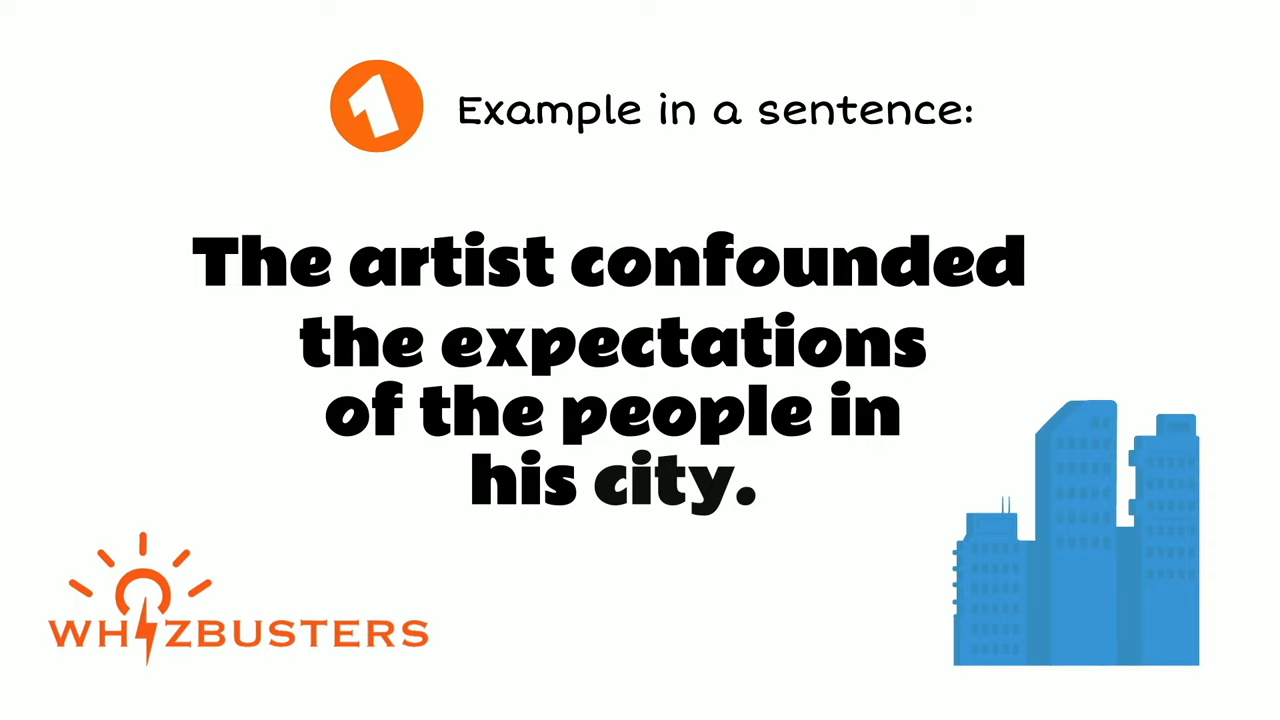 1 Example in a sentence:
The artist confounded
the expectations
of the people in
his city.
WHIZBUSTERS